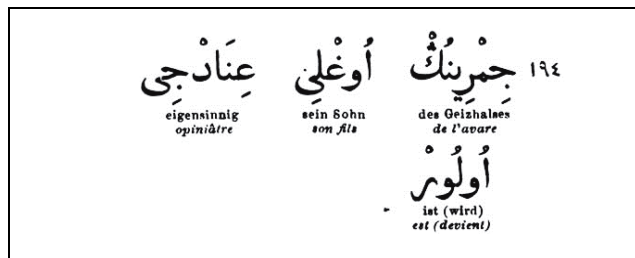 ١٩٤ جِمْرِينُڭْ اُوغْلِى عِنَادْجِى
eigensinnig sein Sohn des Geizhalses
opiniâtre son fils de l'avare
اُولُورْ
ist (wird)
est (devient)